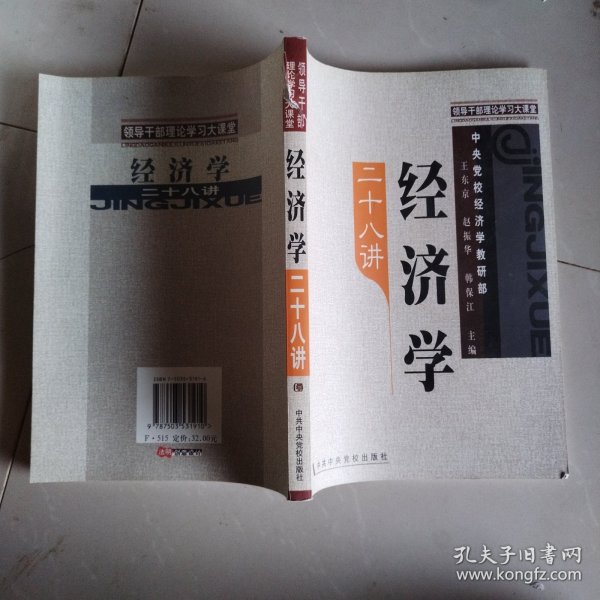 领导干部理论学习大课堂
经济学
二十八讲
JINGJIXUE
9787503531910>
F·515 定价:32.00元
领导干部
理论学习大课堂
经济学
二十八讲
中共中央党校出版社
领导干部理论学习大课堂
中央党校经济学教研部
王东京 赵振华 韩保江 主编
JINGJIXUE
经济学
二十八讲
中共中央党校出版社
孔夫子旧书网
www.kongfz.com